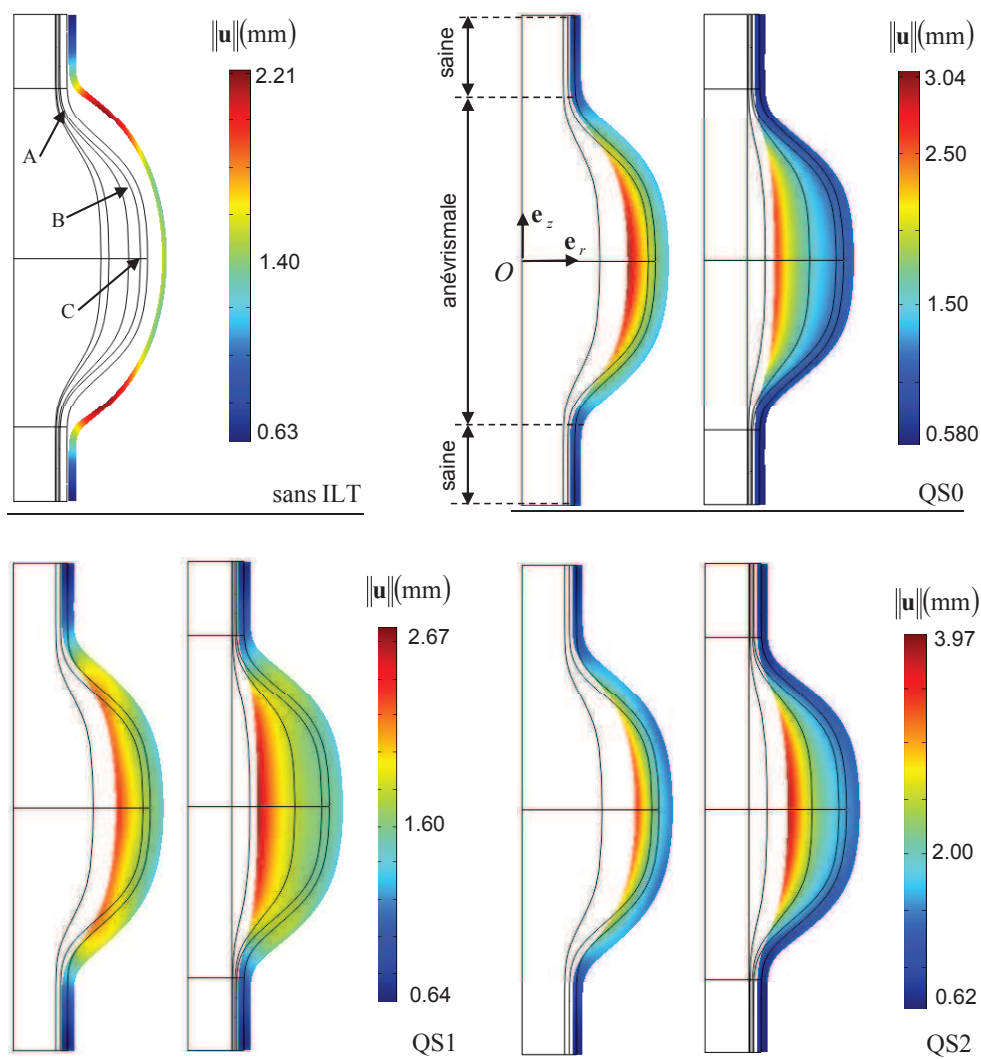 ‖u‖(mm)
2.21
1.40
0.63
A
B
C
sans ILT
saine
anévrismale
saine
e_z
e_r
O
‖u‖(mm)
3.04
2.50
1.50
0.580
QS0
‖u‖(mm)
2.67
1.60
0.64
QS1
‖u‖(mm)
3.97
2.00
0.62
QS2